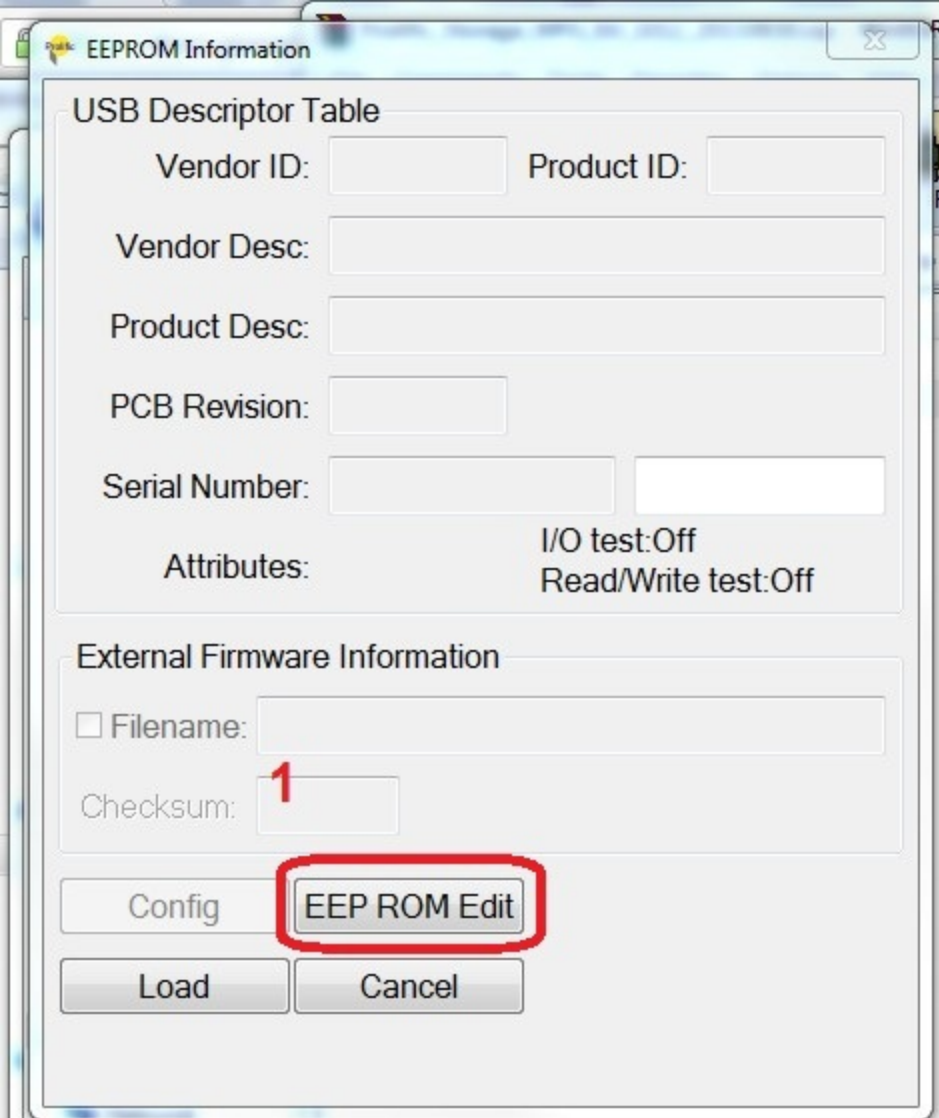 EEPROM Information
USB Descriptor Table
Vendor ID: Product ID:
Vendor Desc:
Product Desc:
PCB Revision:
Serial Number:
Attributes: I/O test:Off
Read/Write test:Off
External Firmware Information
Filename:
1
Checksum:
Config EEP ROM Edit
Load Cancel